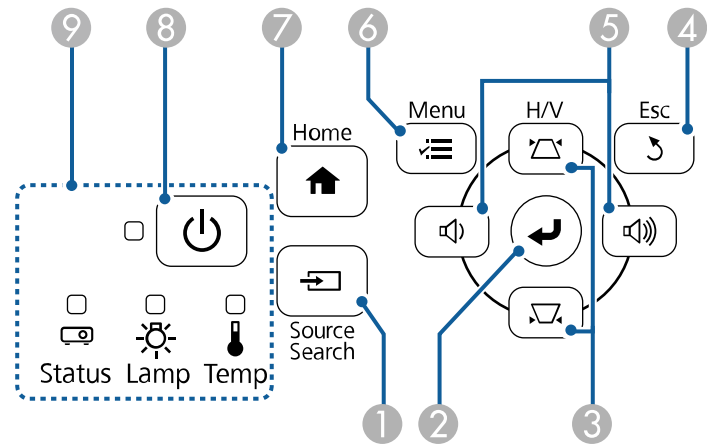 9 8 7 6 5 4
Menu H/V Esc
Home
Source
Search
Status Lamp Temp
1 2 3